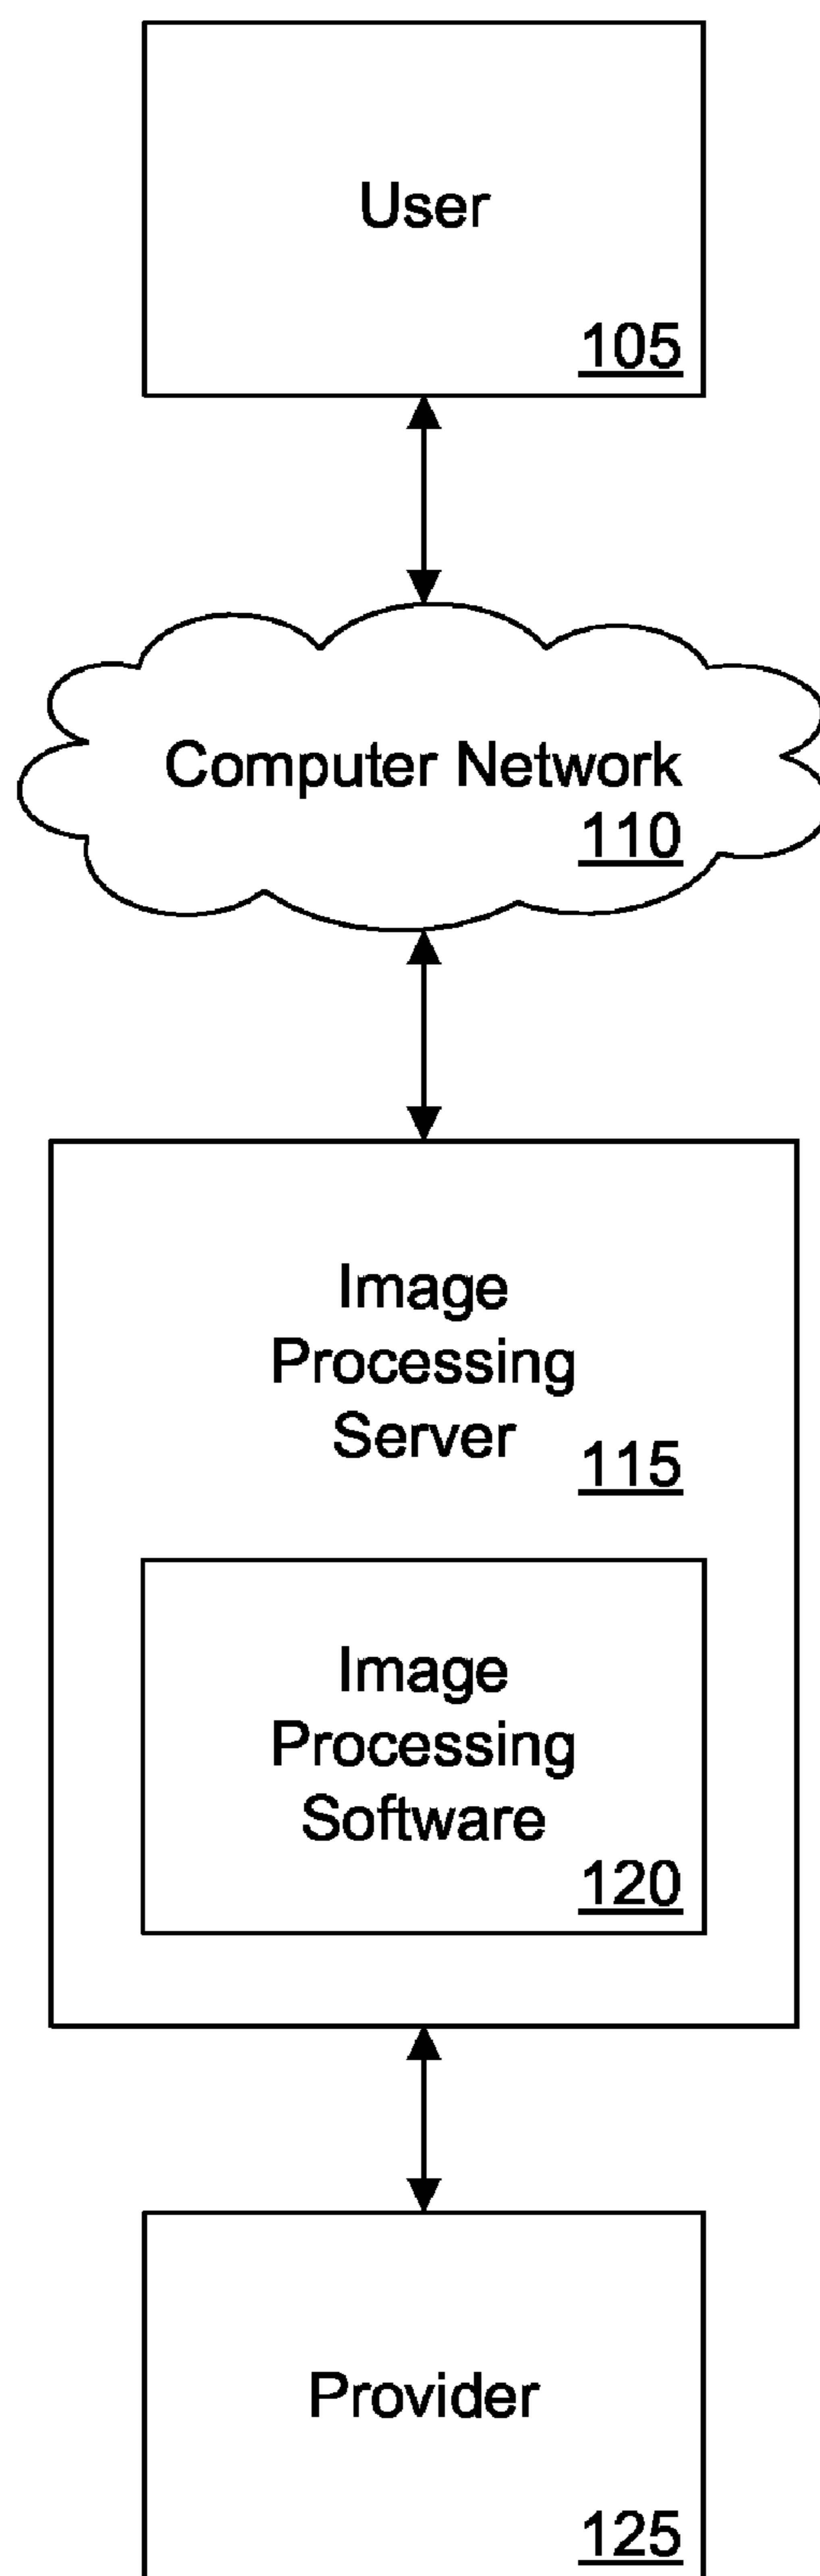 User
105
Computer Network
110
Image
Processing
Server
115
Image
Processing
Software
120
Provider
125